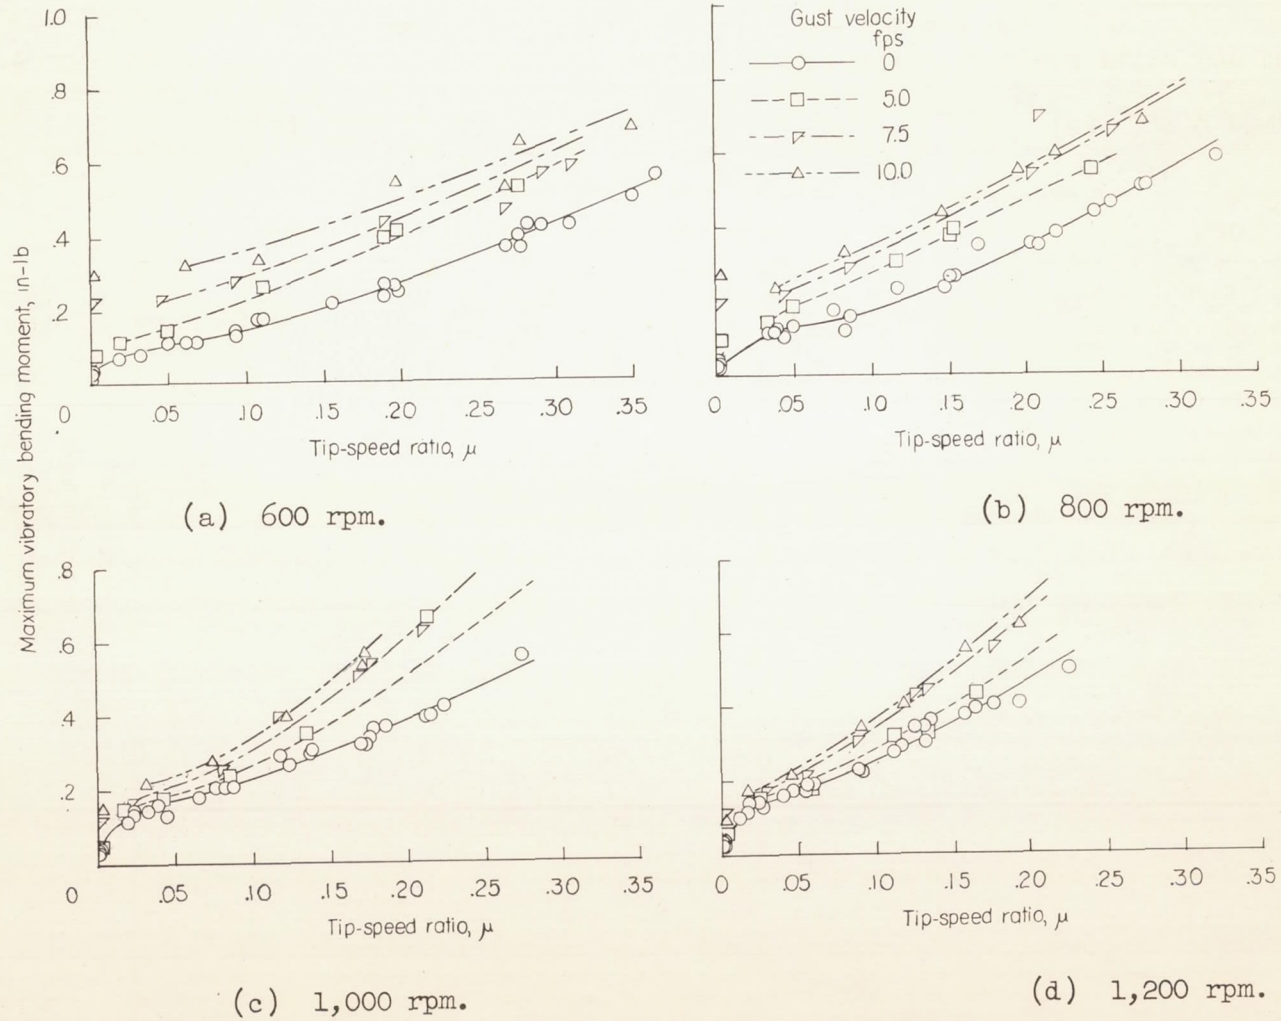 1.0
.8
.6
.4
.2
0 .05 .10 .15 .20 .25 .30 .35
Tip-speed ratio, μ
(a) 600 rpm.
Gust velocity
fps
0
5.0
7.5
10.0
0 .05 .10 .15 .20 .25 .30 .35
Tip-speed ratio, μ
(b) 800 rpm.
Maximum vibratory bending moment, in-lb
.8
.6
.4
.2
0 .05 .10 .15 .20 .25 .30 .35
Tip-speed ratio, μ
(c) 1,000 rpm.
0 .05 .10 .15 .20 .25 .30 .35
Tip-speed ratio, μ
(d) 1,200 rpm.